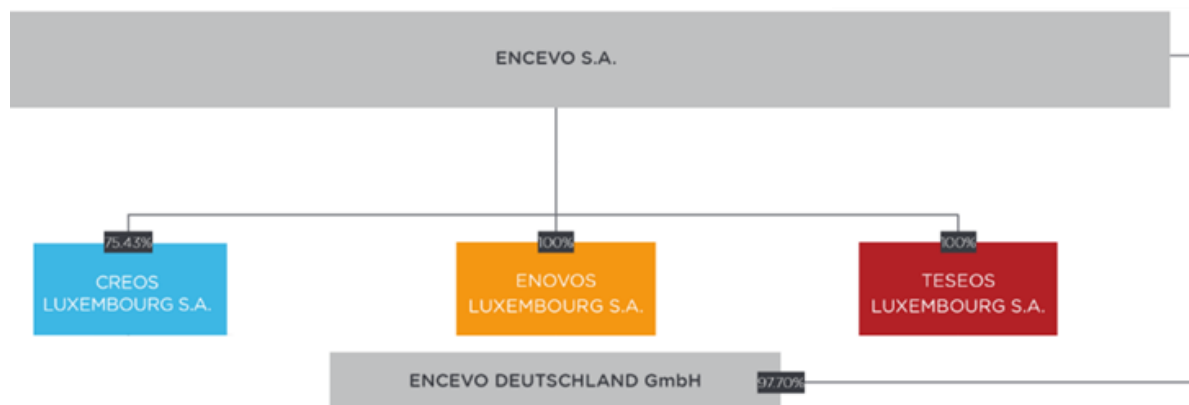 ENCEVO S.A.
75.43%
100%
100%
CREOS
LUXEMBOURG S.A.
ENOVOS
LUXEMBOURG S.A.
TESEOS
LUXEMBOURG S.A.
ENCEVO DEUTSCHLAND GmbH
97.70%